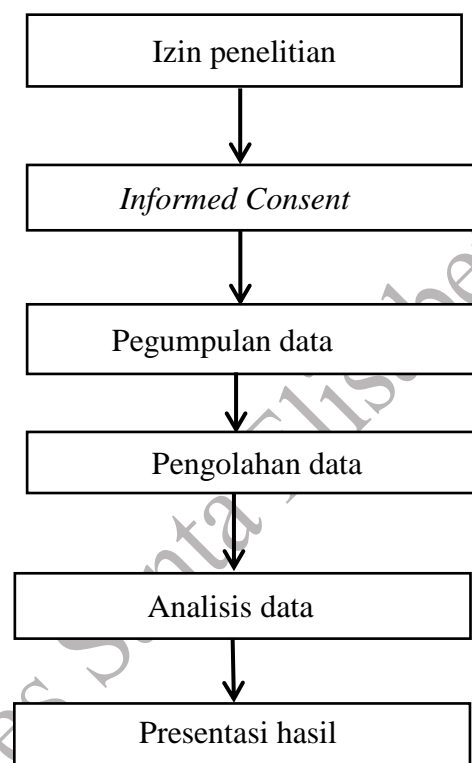 Izin penelitian
Informed Consent
Pegumpulan data
Pengolahan data
Analisis data
Presentasi hasil